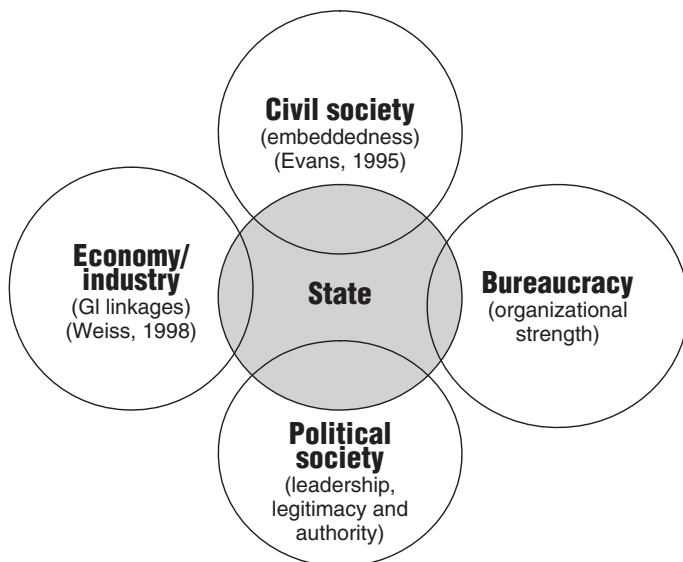 Civil society
(embeddedness)
(Evans, 1995)
Economy/
industry
(GI linkages)
(Weiss, 1998)
State
Bureaucracy
(organizational
strength)
Political
society
(leadership,
legitimacy and
authority)